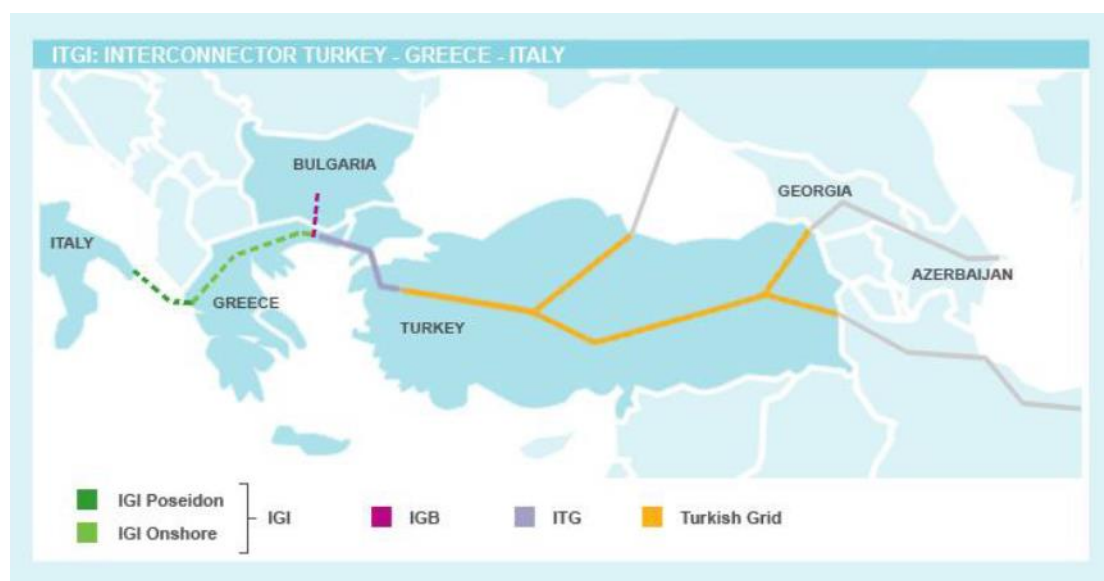 ITGI: INTERCONNECTOR TURKEY - GREECE - ITALY
BULGARIA
GEORGIA
ITALY
AZERBAIJAN
GREECE
TURKEY
IGI Poseidon
IGI Onshore
IGI
IGB
ITG
Turkish Grid